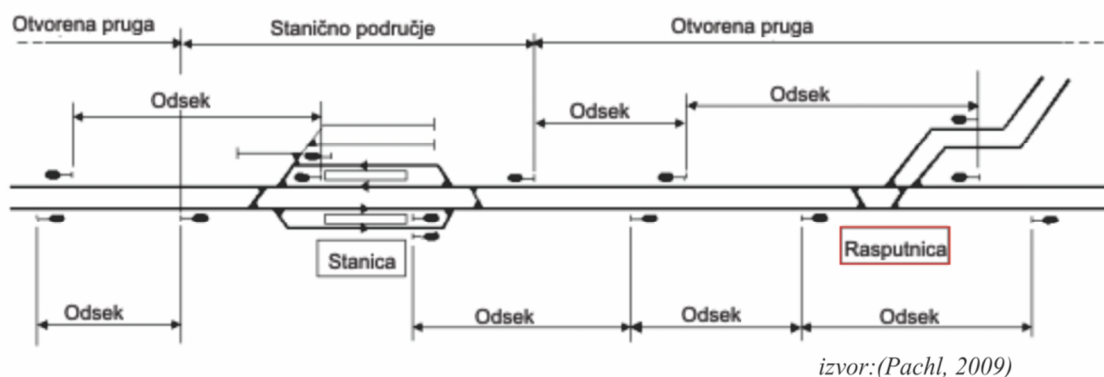 Otvorena pruga
Stanično područje
Otvorena pruga
Odsek
Odsek
Odsek
Stanica
Rasputnica
Odsek
Odsek
Odsek
Odsek
izvor:(Pachl, 2009)